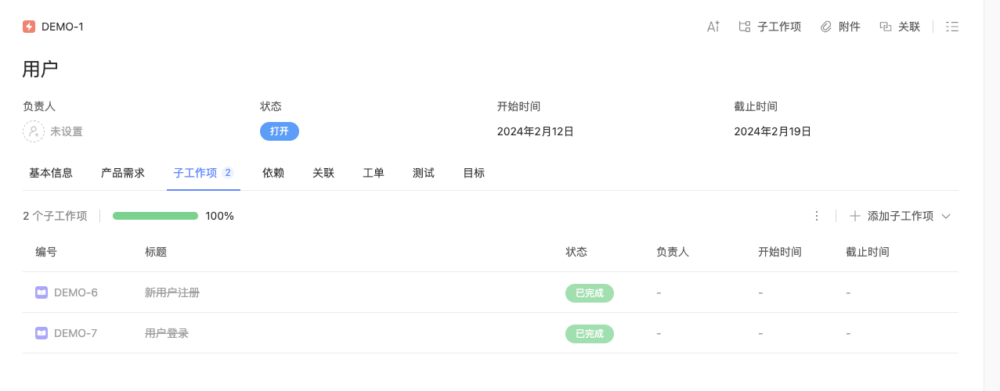 DEMO-1 Ai 子工作项 附件 关联
用户
负责人 状态 开始时间 截止时间
未设置 打开 2024年2月12日 2024年2月19日
基本信息 产品需求 子工作项 2 依赖 关联 工单 测试 目标
2 个子工作项 100% 添加子工作项
编号 标题 状态 负责人 开始时间 截止时间
DEMO-6 新用户注册 已完成 - - -
DEMO-7 用户登录 已完成 - - -